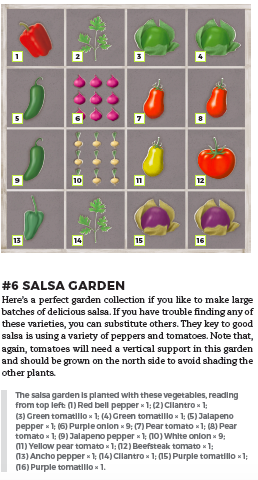 1 2 3 4
5 6 7 8
9 10 11 12
13 14 15 16
#6 SALSA GARDEN
Here's a perfect garden collection if you like to make large
batches of delicious salsa. If you have trouble finding any of
these varieties, you can substitute others. They key to good
salsa is using a variety of peppers and tomatoes. Note that,
again, tomatoes will need a vertical support in this garden
and should be grown on the north side to avoid shading the
other plants.
The salsa garden is planted with these vegetables, reading
from top left: (1) Red bell pepper × 1; (2) Cilantro × 1;
(3) Green tomatillo × 1; (4) Green tomatillo × 1; (5) Jalapeno
pepper × 1; (6) Purple onion × 9; (7) Pear tomato × 1; (8) Pear
tomato × 1; (9) Jalapeno pepper × 1; (10) White onion × 9;
(11) Yellow pear tomato × 1; (12) Beefsteak tomato × 1;
(13) Ancho pepper × 1; (14) Cilantro × 1; (15) Purple tomatillo × 1;
(16) Purple tomatillo × 1.